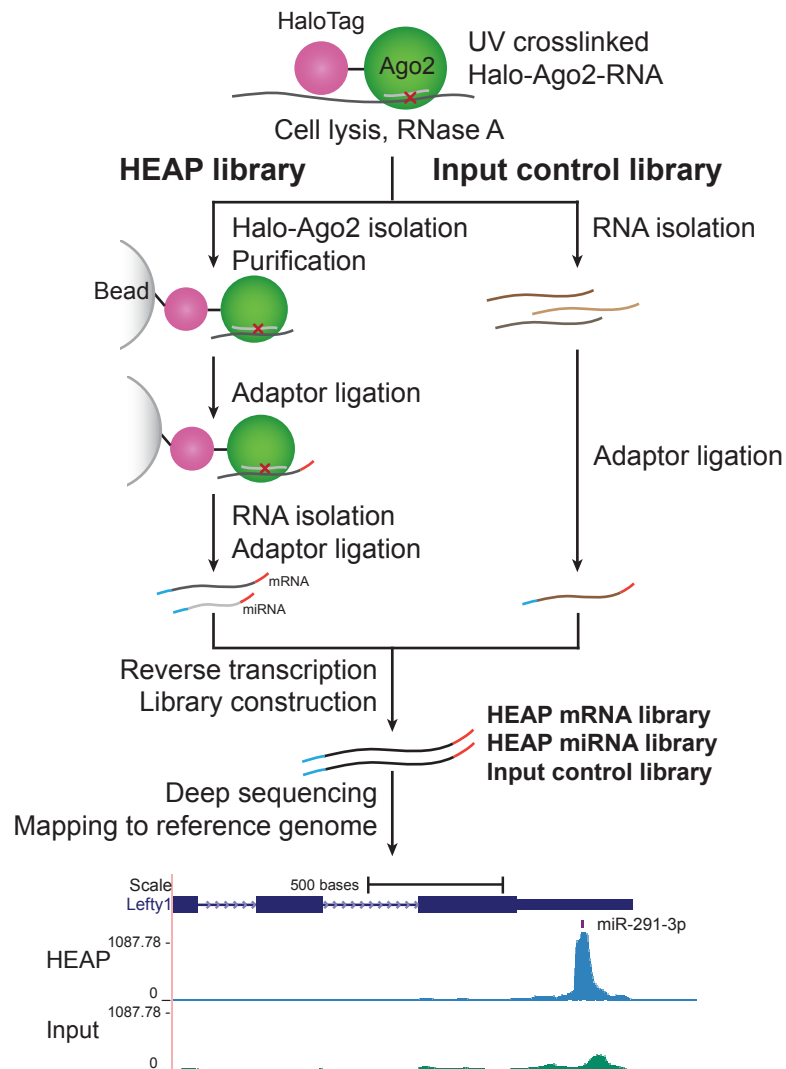 HaloTag
Ago2
UV crosslinked
Halo-Ago2-RNA
Cell lysis, RNase A
HEAP library
Input control library
Halo-Ago2 isolation
Purification
RNA isolation
Bead
Adaptor ligation
Adaptor ligation
RNA isolation
Adaptor ligation
mRNA
miRNA
Reverse transcription
Library construction
HEAP mRNA library
HEAP miRNA library
Input control library
Deep sequencing
Mapping to reference genome
Scale
500 bases
Lefty1
miR-291-3p
1087.78 -
HEAP
0 _
1087.78 -
Input
0